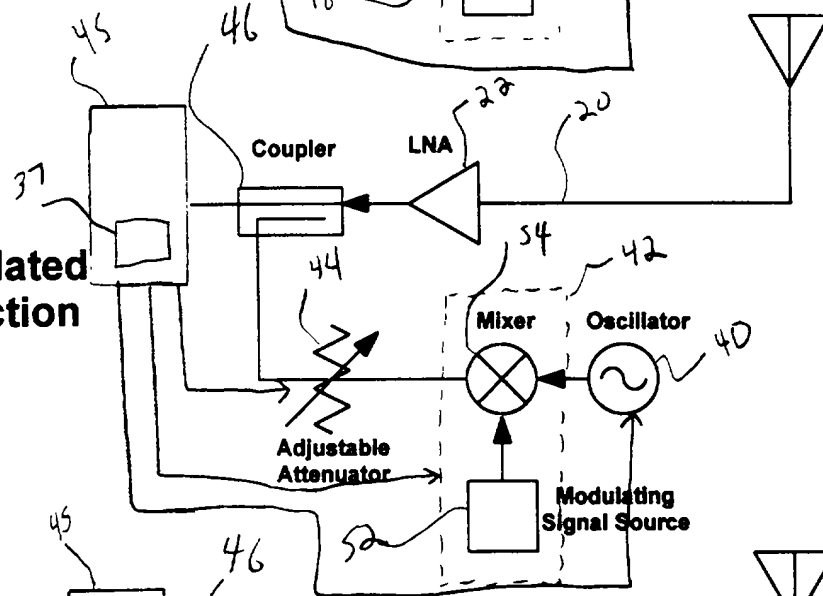 45
46
22
20
Coupler
LNA
37
lated
ction
44
54
42
Mixer
Oscillator
40
Adjustable
Attenuator
Modulating
Signal Source
52
45
46